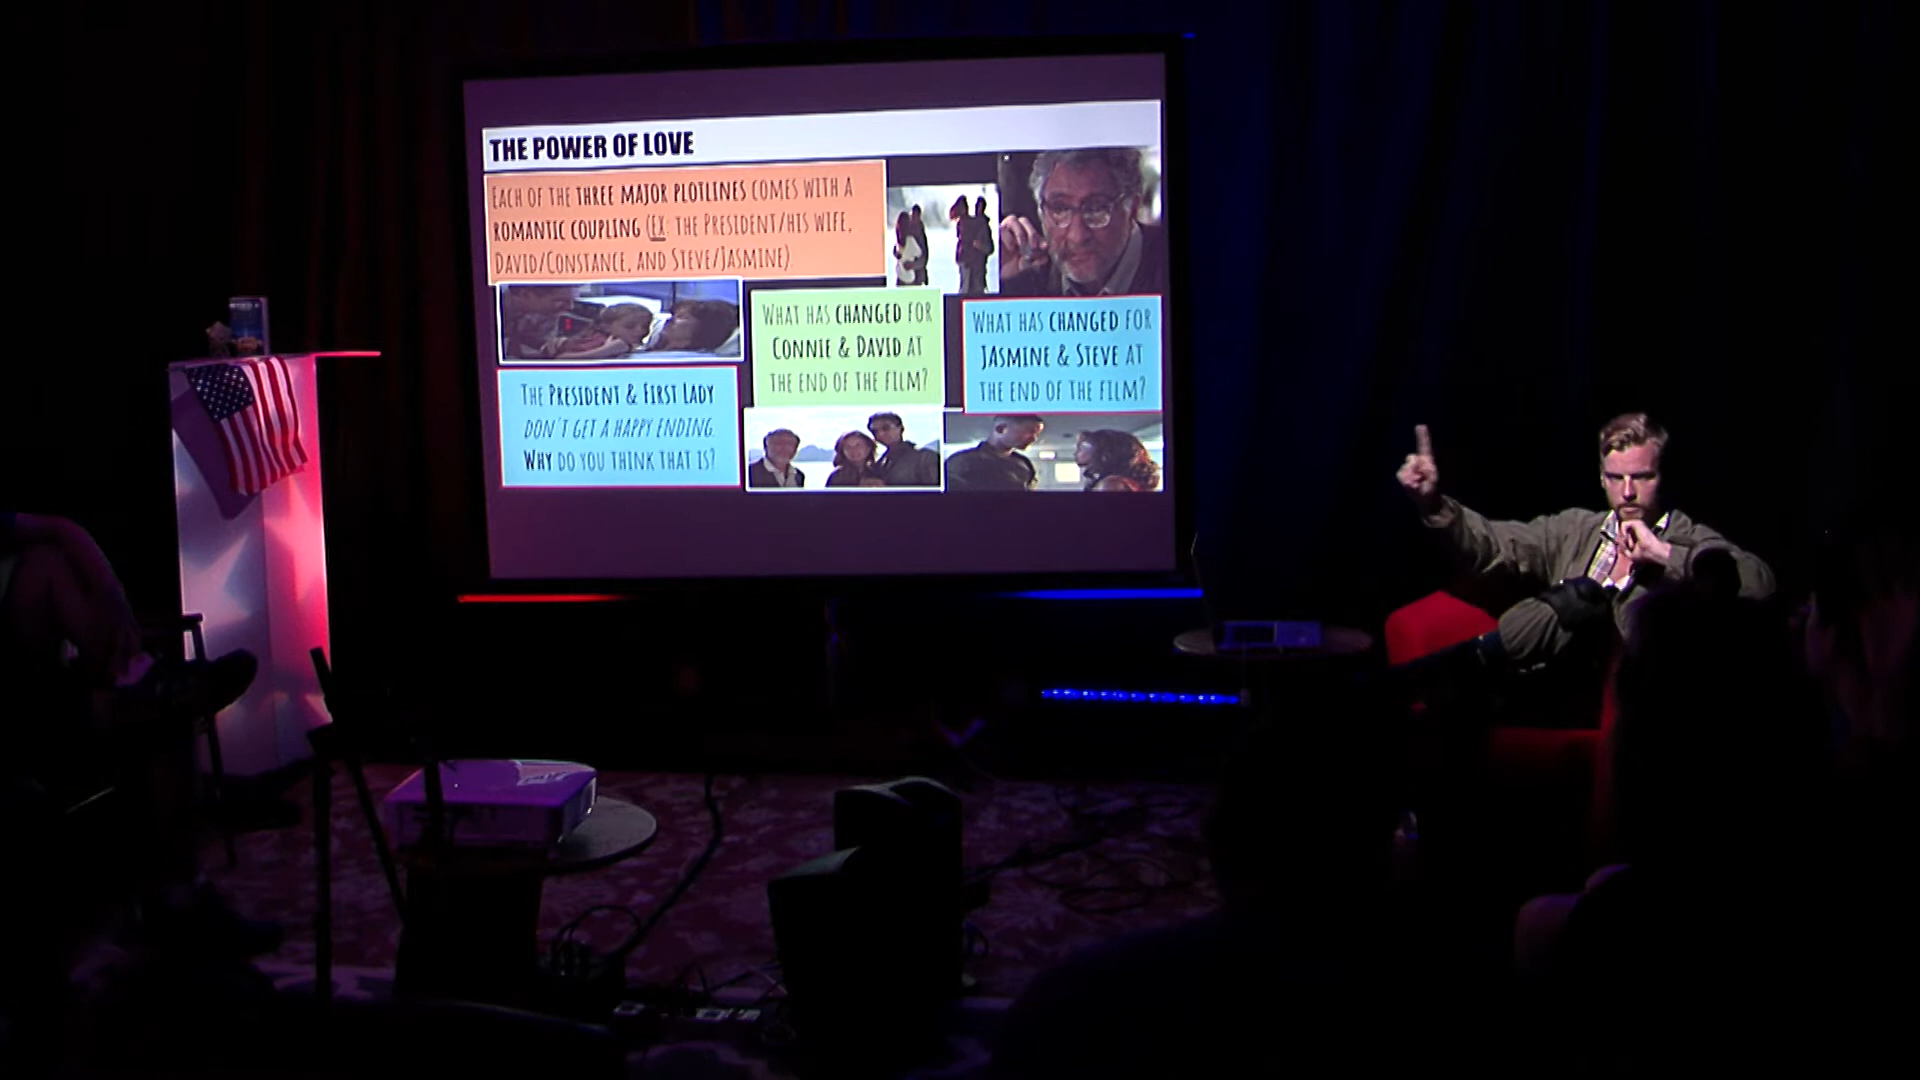 THE POWER OF LOVE
EACH OF THE THREE MAJOR PLOTLINES COMES WITH A
ROMANTIC COUPLING (EX: THE PRESIDENT/HIS WIFE,
DAVID/CONSTANCE, AND STEVE/JASMINE).
THE PRESIDENT & FIRST LADY
DON'T GET A HAPPY ENDING.
WHY DO YOU THINK THAT IS?
WHAT HAS CHANGED FOR
CONNIE & DAVID AT
THE END OF THE FILM?
WHAT HAS CHANGED FOR
JASMINE & STEVE AT
THE END OF THE FILM?